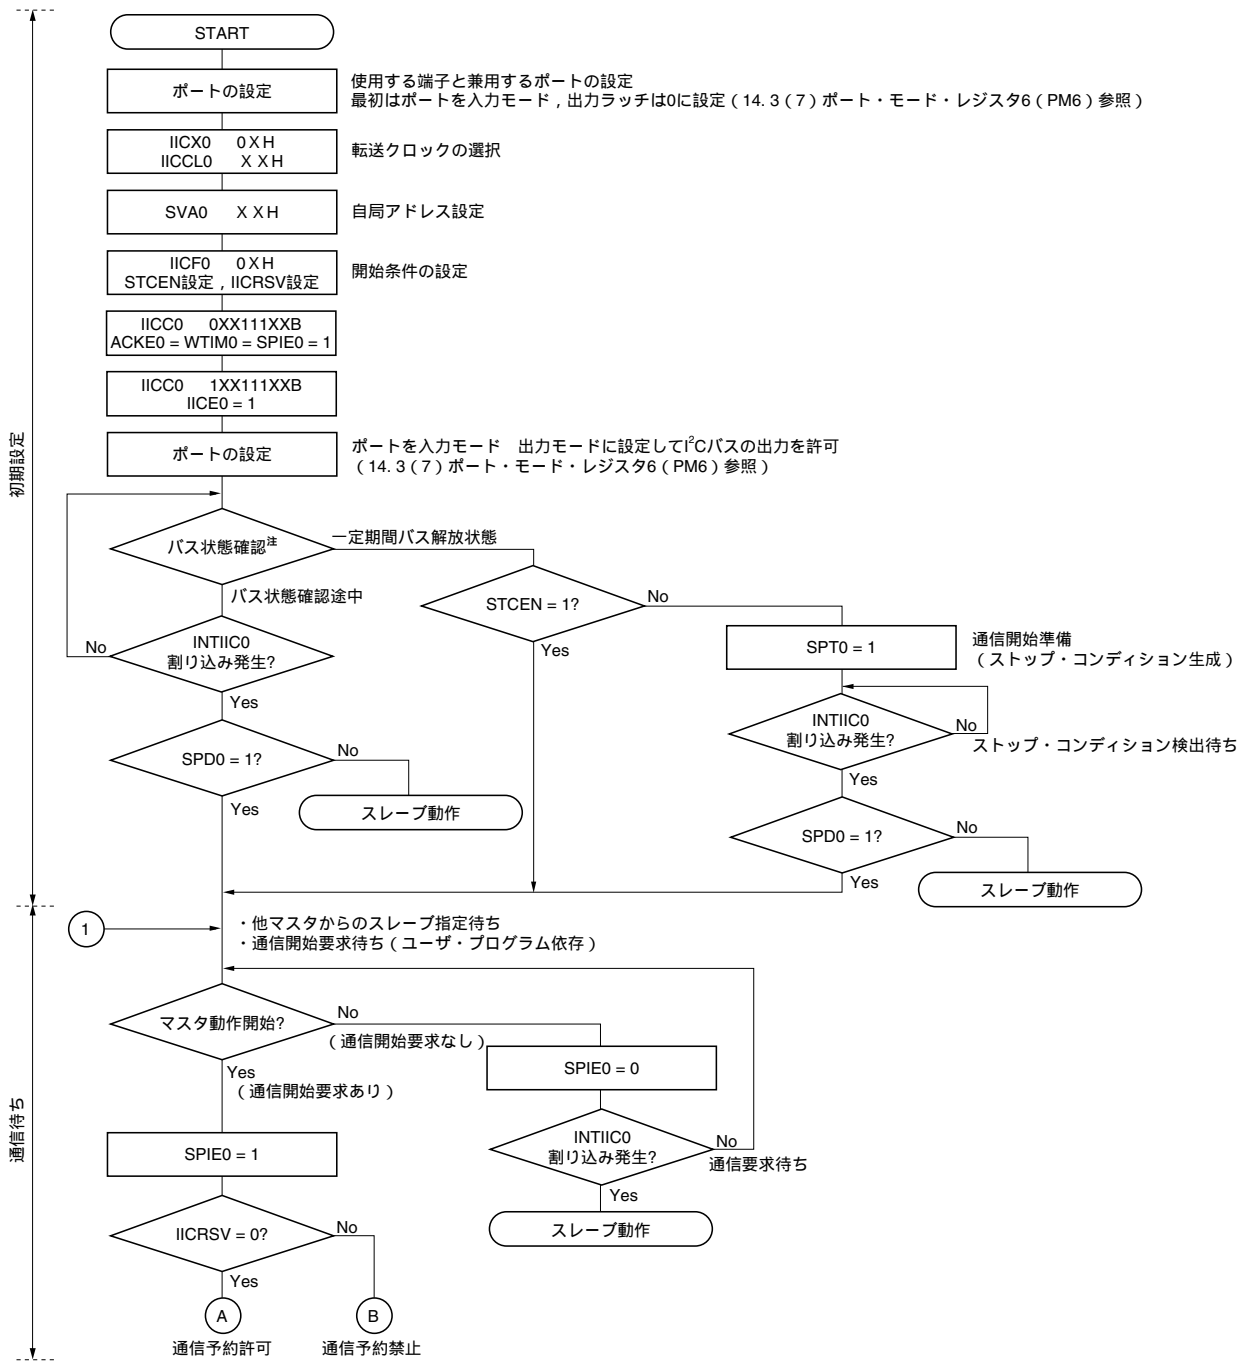 START
ポートの設定
使用する端子と兼用するポートの設定
最初はポートを入力モード，出力ラッチは0に設定（14. 3（7）ポート・モード・レジスタ6（PM6）参照）
IICX0 0XH
IICCL0 XXH
転送クロックの選択
SVA0 XXH
自局アドレス設定
IICF0 0XH
STCEN設定，IICRSV設定
開始条件の設定
IICC0 0XX111XXB
ACKE0 = WTIM0 = SPIE0 = 1
IICC0 1XX111XXB
IICE0 = 1
初期設定
ポートの設定
ポートを入力モード 出力モードに設定してI²Cバスの出力を許可
（14. 3（7）ポート・モード・レジスタ6（PM6）参照）
バス状態確認注
一定期間バス解放状態
バス状態確認途中
STCEN = 1?
No
Yes
SPT0 = 1
通信開始準備
（ストップ・コンディション生成）
INTIIC0
割り込み発生?
No
Yes
INTIIC0
割り込み発生?
No
ストップ・コンディション検出待ち
Yes
SPD0 = 1?
No
Yes
スレーブ動作
SPD0 = 1?
No
Yes
スレーブ動作
1
・他マスタからのスレーブ指定待ち
・通信開始要求待ち（ユーザ・プログラム依存）
マスタ動作開始?
No
（通信開始要求なし）
Yes
（通信開始要求あり）
SPIE0 = 0
通信待ち
SPIE0 = 1
INTIIC0
割り込み発生?
No
通信要求待ち
Yes
スレーブ動作
IICRSV = 0?
No
Yes
A
B
通信予約許可
通信予約禁止